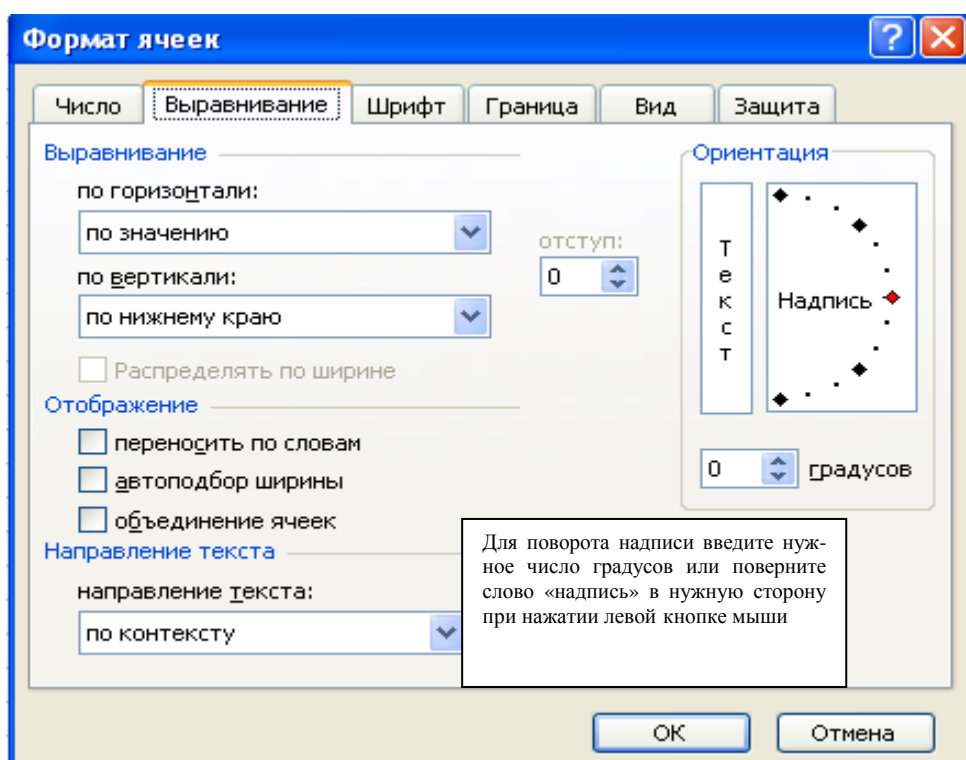 Формат ячеек
Число Выравнивание Шрифт Граница Вид Защита
Выравнивание
по горизонтали:
по значению
отступ:
0
по вертикали:
по нижнему краю
Распределять по ширине
Отображение
переносить по словам
автоподбор ширины
объединение ячеек
Направление текста
направление текста:
по контексту
Ориентация
Текст
Надпись
0 градусов
Для поворота надписи введите нуж-
ное число градусов или поверните
слово «надпись» в нужную сторону
при нажатии левой кнопке мыши
ОК Отмена